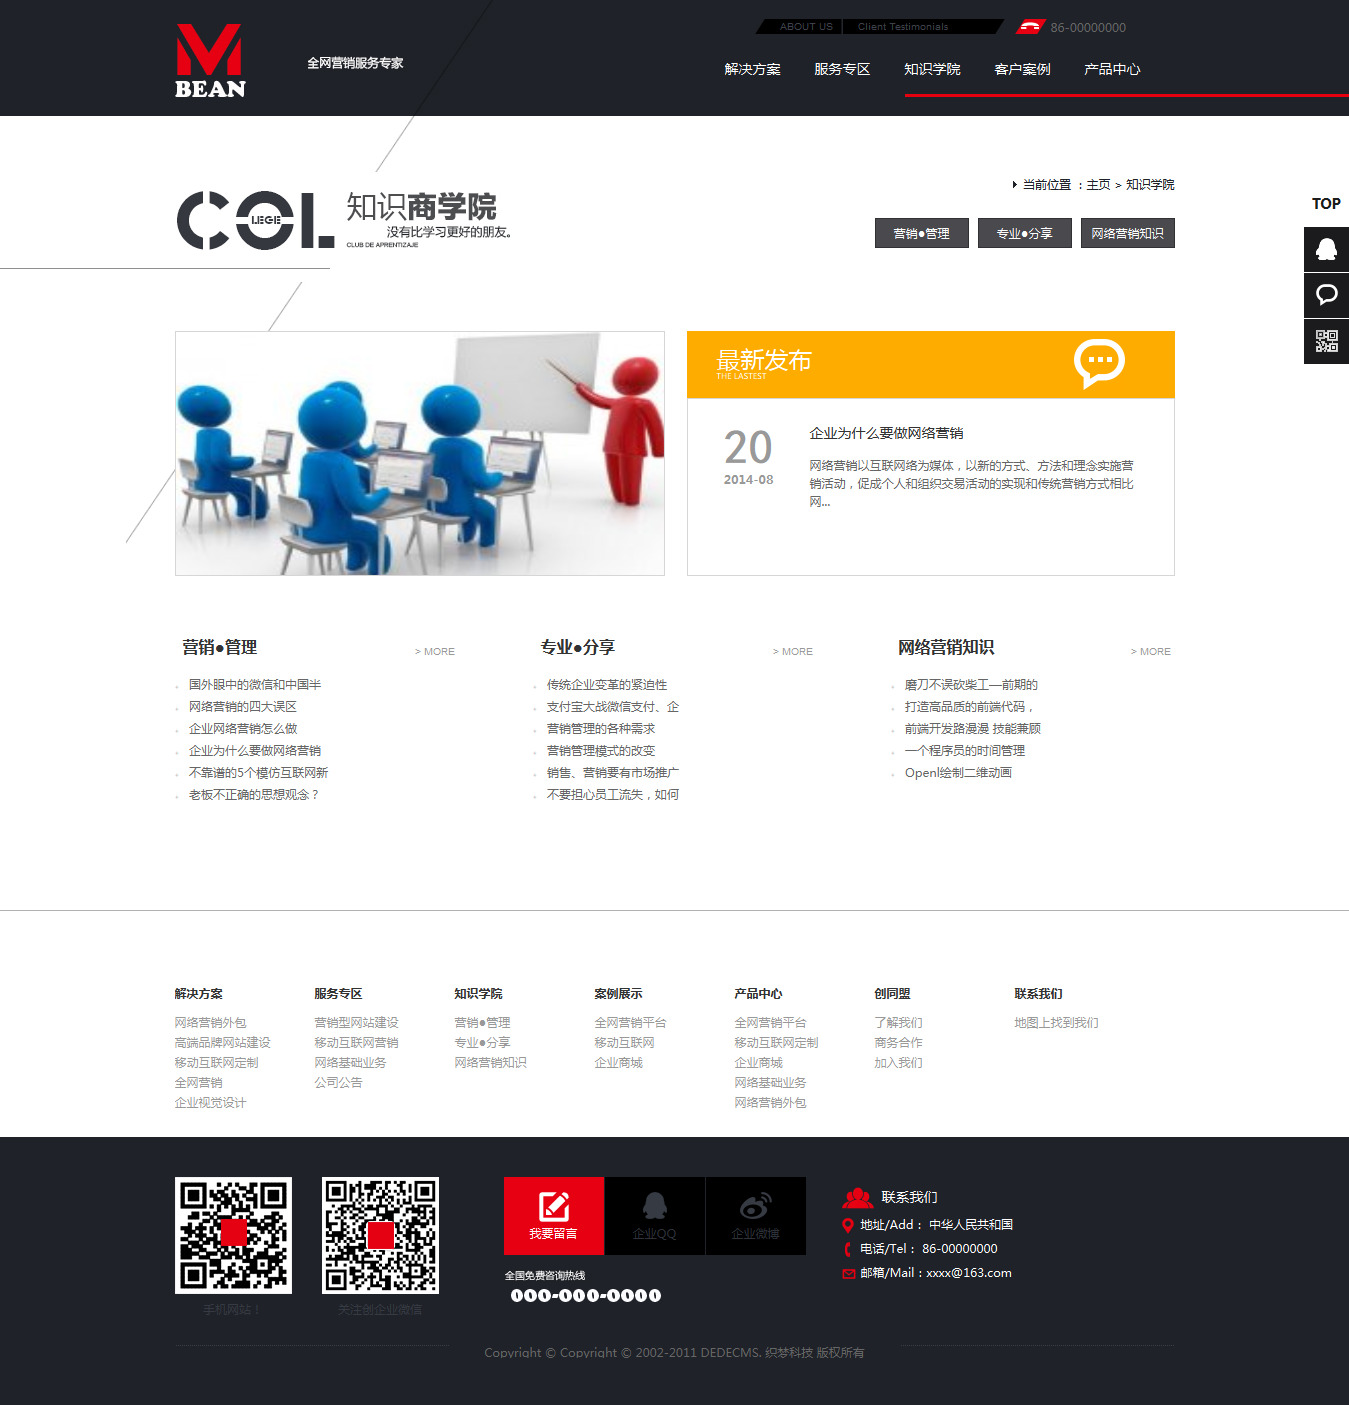 ABOUT US
Client Testimonials
86-00000000
M
BEAN
全网营销服务专家
解决方案 服务专区 知识学院 客户案例 产品中心
当前位置 : 主页 > 知识学院
TOP
COL
LEGE
知识商学院
没有比学习更好的朋友。
CLUB DE APRENTIZAJE
营销●管理 专业●分享 网络营销知识
最新发布
THE LASTEST
20
2014-08
企业为什么要做网络营销
网络营销以互联网络为媒体，以新的方式、方法和理念实施营
销活动，促成个人和组织交易活动的实现和传统营销方式相比
网...
营销●管理
> MORE
国外眼中的微信和中国半
网络营销的四大误区
企业网络营销怎么做
企业为什么要做网络营销
不靠谱的5个模仿互联网新
老板不正确的思想观念？
专业●分享
> MORE
传统企业变革的紧迫性
支付宝大战微信支付、企
营销管理的各种需求
营销管理模式的改变
销售、营销要有市场推广
不要担心员工流失，如何
网络营销知识
> MORE
磨刀不误砍柴工—前期的
打造高品质的前端代码，
前端开发路漫漫 技能兼顾
一个程序员的时间管理
Openl绘制二维动画
解决方案
网络营销外包
高端品牌网站建设
移动互联网定制
全网营销
企业视觉设计
服务专区
营销型网站建设
移动互联网营销
网络基础业务
公司公告
知识学院
营销●管理
专业●分享
网络营销知识
案例展示
全网营销平台
移动互联网
企业商城
产品中心
全网营销平台
移动互联网定制
企业商城
网络基础业务
网络营销外包
创同盟
了解我们
商务合作
加入我们
联系我们
地图上找到我们
手机网站！
关注创企业微信
我要留言
企业QQ
企业微博
全国免费咨询热线
000-000-0000
联系我们
地址/Add： 中华人民共和国
电话/Tel： 86-00000000
邮箱/Mail：xxxx@163.com
Copyright © Copyright © 2002-2011 DEDECMS. 织梦科技 版权所有